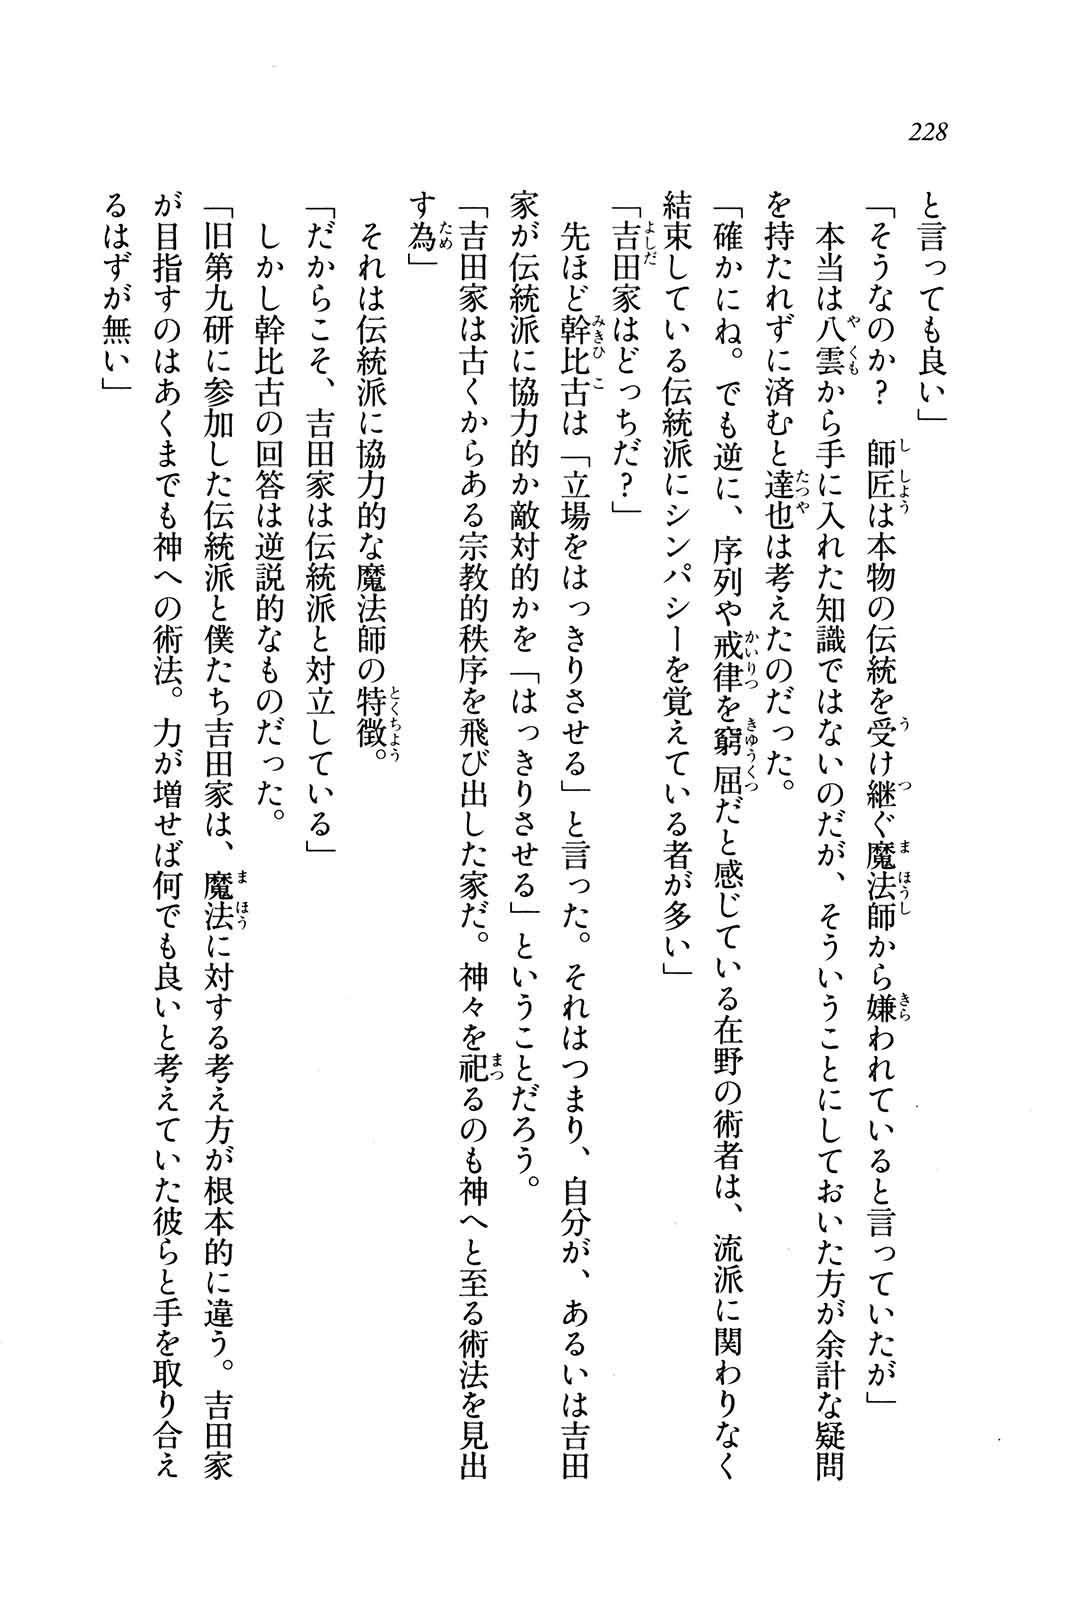 228
と言っても良い」
「そうなのか？　師匠は本物の伝統を受け継ぐ魔法師から嫌われていると言っていたが」
　本当は八雲から手に入れた知識ではないのだが、そういうことにしておいた方が余計な疑問
を持たれずに済むと達也は考えたのだった。
「確かにね。でも逆に、序列や戒律を窮屈だと感じている在野の術者は、流派に関わりなく
結束している伝統派にシンパシーを覚えている者が多い」
「吉田家はどっちだ？」
　先ほど幹比古は「立場をはっきりさせる」と言った。それはつまり、自分が、あるいは吉田
家が伝統派に協力的か敵対的かを「はっきりさせる」ということだろう。
「吉田家は古くからある宗教的秩序を飛び出した家だ。神々を祀るのも神へと至る術法を見出
す為」
　それは伝統派に協力的な魔法師の特徴。
「だからこそ、吉田家は伝統派と対立している」
　しかし幹比古の回答は逆説的なものだった。
「旧第九研に参加した伝統派と僕たち吉田家は、魔法に対する考え方が根本的に違う。吉田家
が目指すのはあくまでも神への術法。力が増せば何でも良いと考えていた彼らと手を取り合え
るはずが無い」